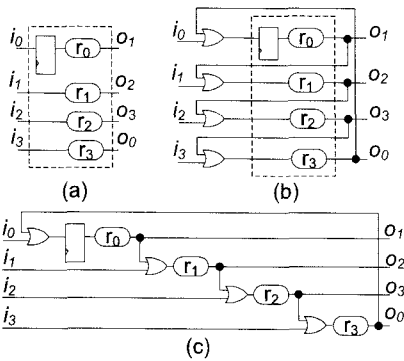 i0 r0 o1
i1 r1 o2
i2 r2 o3
i3 r3 o0
(a)
i0 r0 o1
i1 r1 o2
i2 r2 o3
i3 r3 o0
(b)
i0 r0 o1
i1 r1 o2
i2 r2 o3
i3 r3 o0
(c)